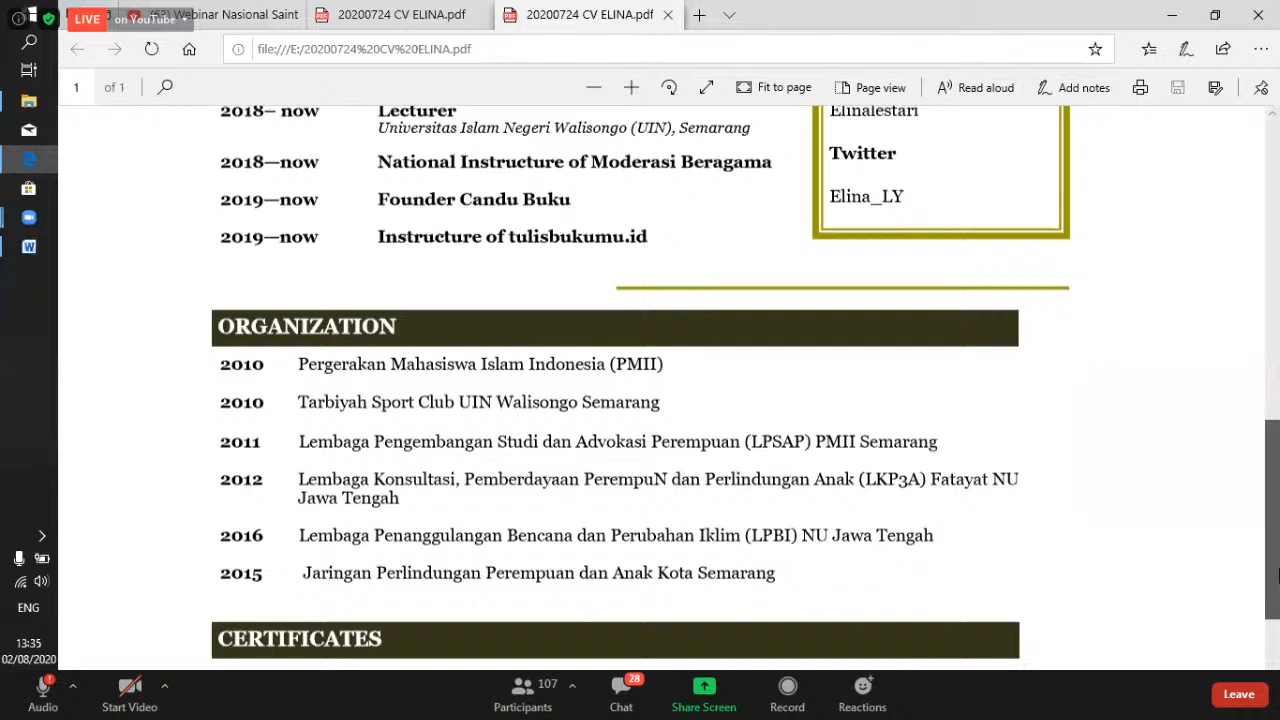 LIVE on YouTube
(53) Webinar Nasional Saint
20200724 CV ELINA.pdf
20200724 CV ELINA.pdf
file:///E:/20200724%20CV%20ELINA.pdf
1 of 1
Fit to page
Page view
Read aloud
Add notes
2018— now Lecturer
Universitas Islam Negeri Walisongo (UIN), Semarang
2018—now National Instructure of Moderasi Beragama
2019—now Founder Candu Buku
2019—now Instructure of tulisbukumu.id
Elinalestari
Twitter
Elina_LY
ORGANIZATION
2010 Pergerakan Mahasiswa Islam Indonesia (PMII)
2010 Tarbiyah Sport Club UIN Walisongo Semarang
2011 Lembaga Pengembangan Studi dan Advokasi Perempuan (LPSAP) PMII Semarang
2012 Lembaga Konsultasi, Pemberdayaan PerempuN dan Perlindungan Anak (LKP3A) Fatayat NU
Jawa Tengah
2016 Lembaga Penanggulangan Bencana dan Perubahan Iklim (LPBI) NU Jawa Tengah
2015 Jaringan Perlindungan Perempuan dan Anak Kota Semarang
CERTIFICATES
ENG
13:35
02/08/2020
Audio
Start Video
107
Participants
28
Chat
Share Screen
Record
Reactions
Leave